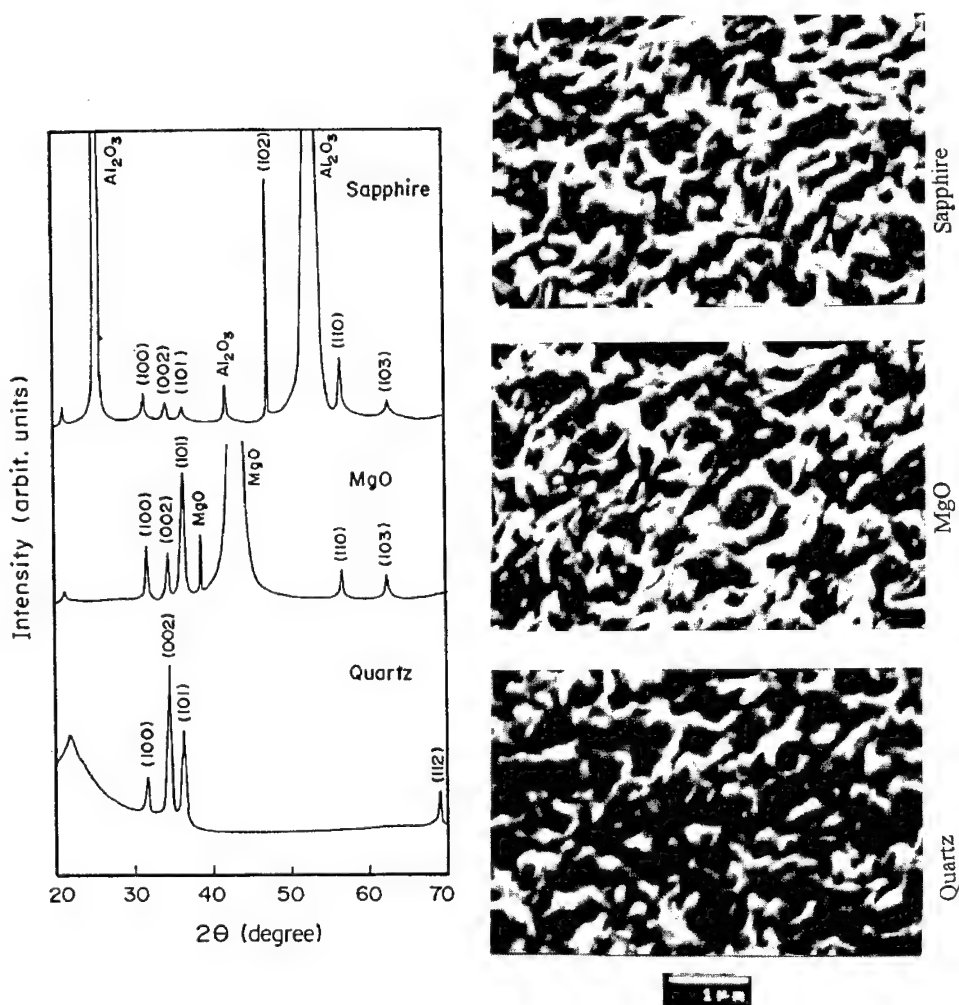 Intensity (arbit. units)
Al₂O₃
(102)
Al₂O₃
Sapphire
(100)
(002)
(101)
Al₂O₃
(110)
(103)
(101)
MgO
MgO
MgO
(100)
(002)
(110)
(103)
(002)
Quartz
(101)
(100)
(112)
20 30 40 50 60 70
2Θ (degree)
Sapphire
MgO
Quartz
1µm